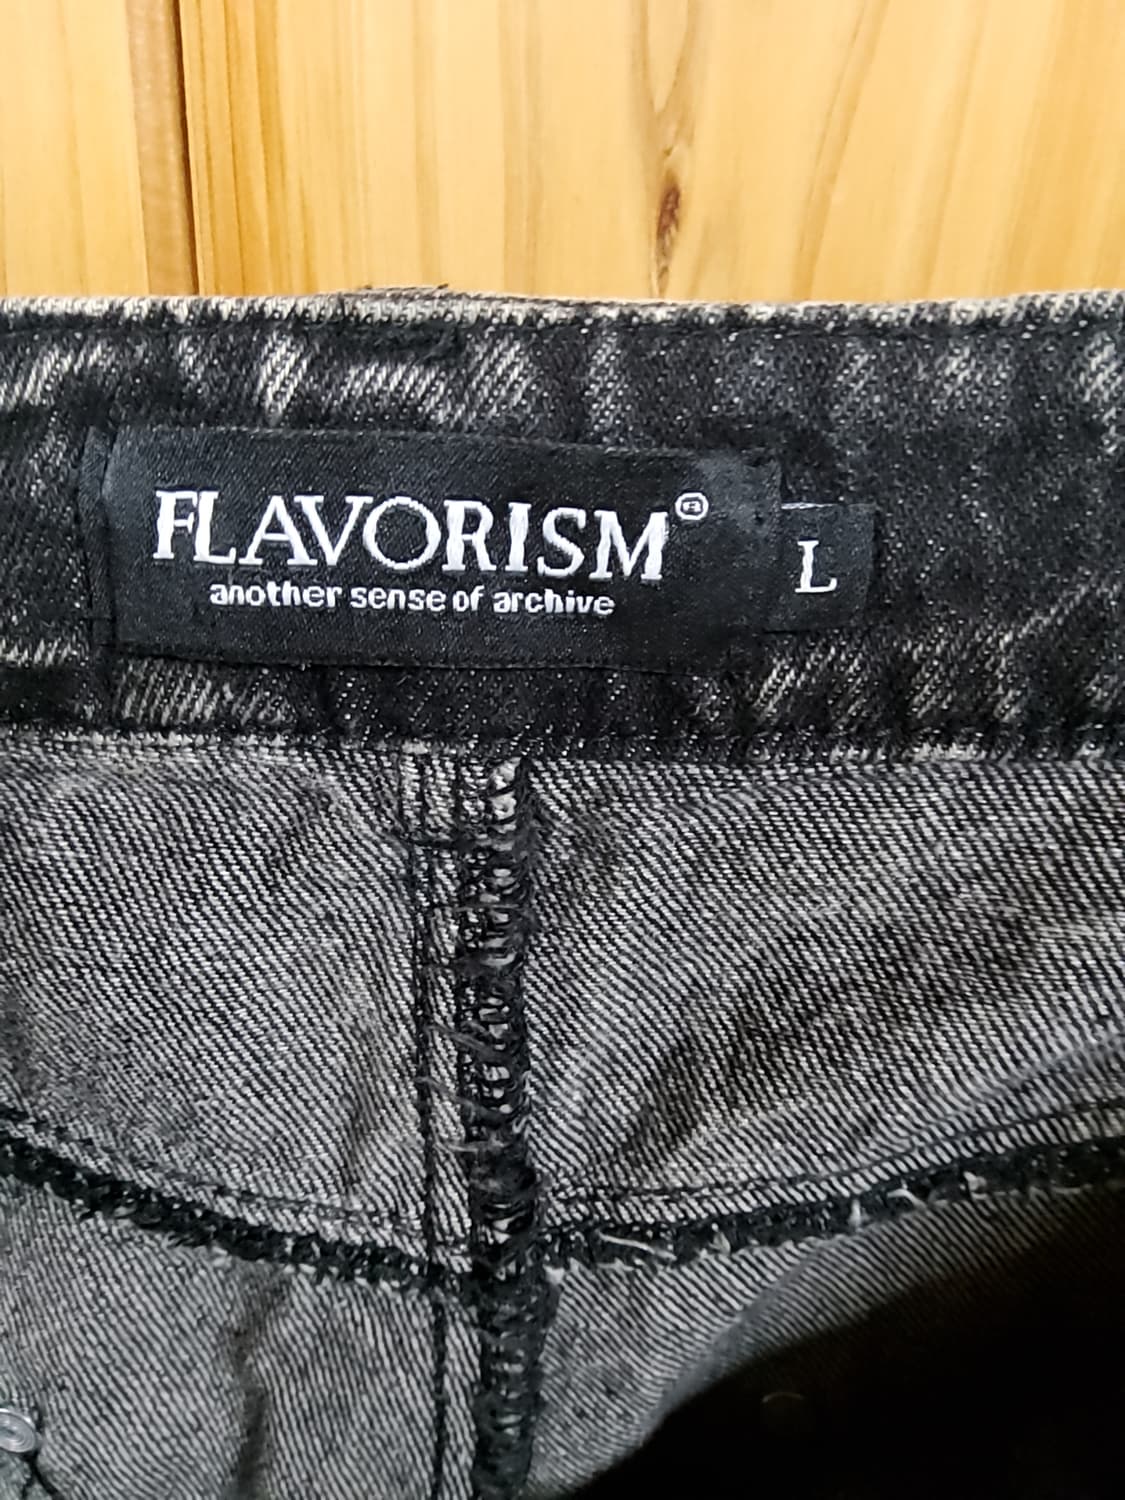 FLAVORISM®
another sense of archive
L